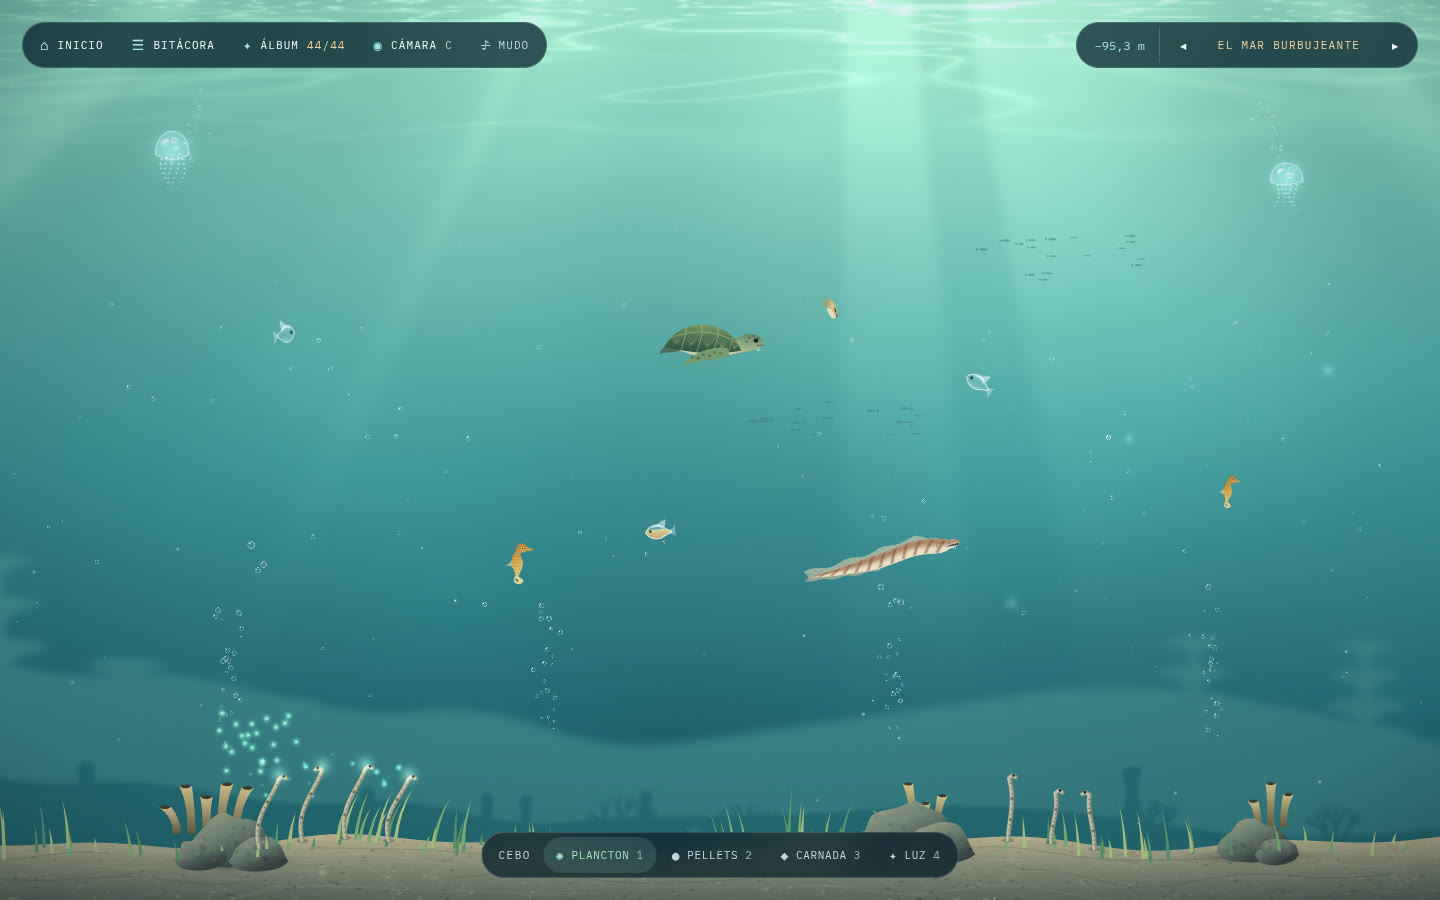 ⌂ INICIO ☰ BITÁCORA ✦ ÁLBUM 44/44 ◉ CÁMARA C MUDO
−95,3 m ◀ EL MAR BURBUJEANTE ▶
CEBO ✺ PLANCTON 1 ● PELLETS 2 ◆ CARNADA 3 ✦ LUZ 4